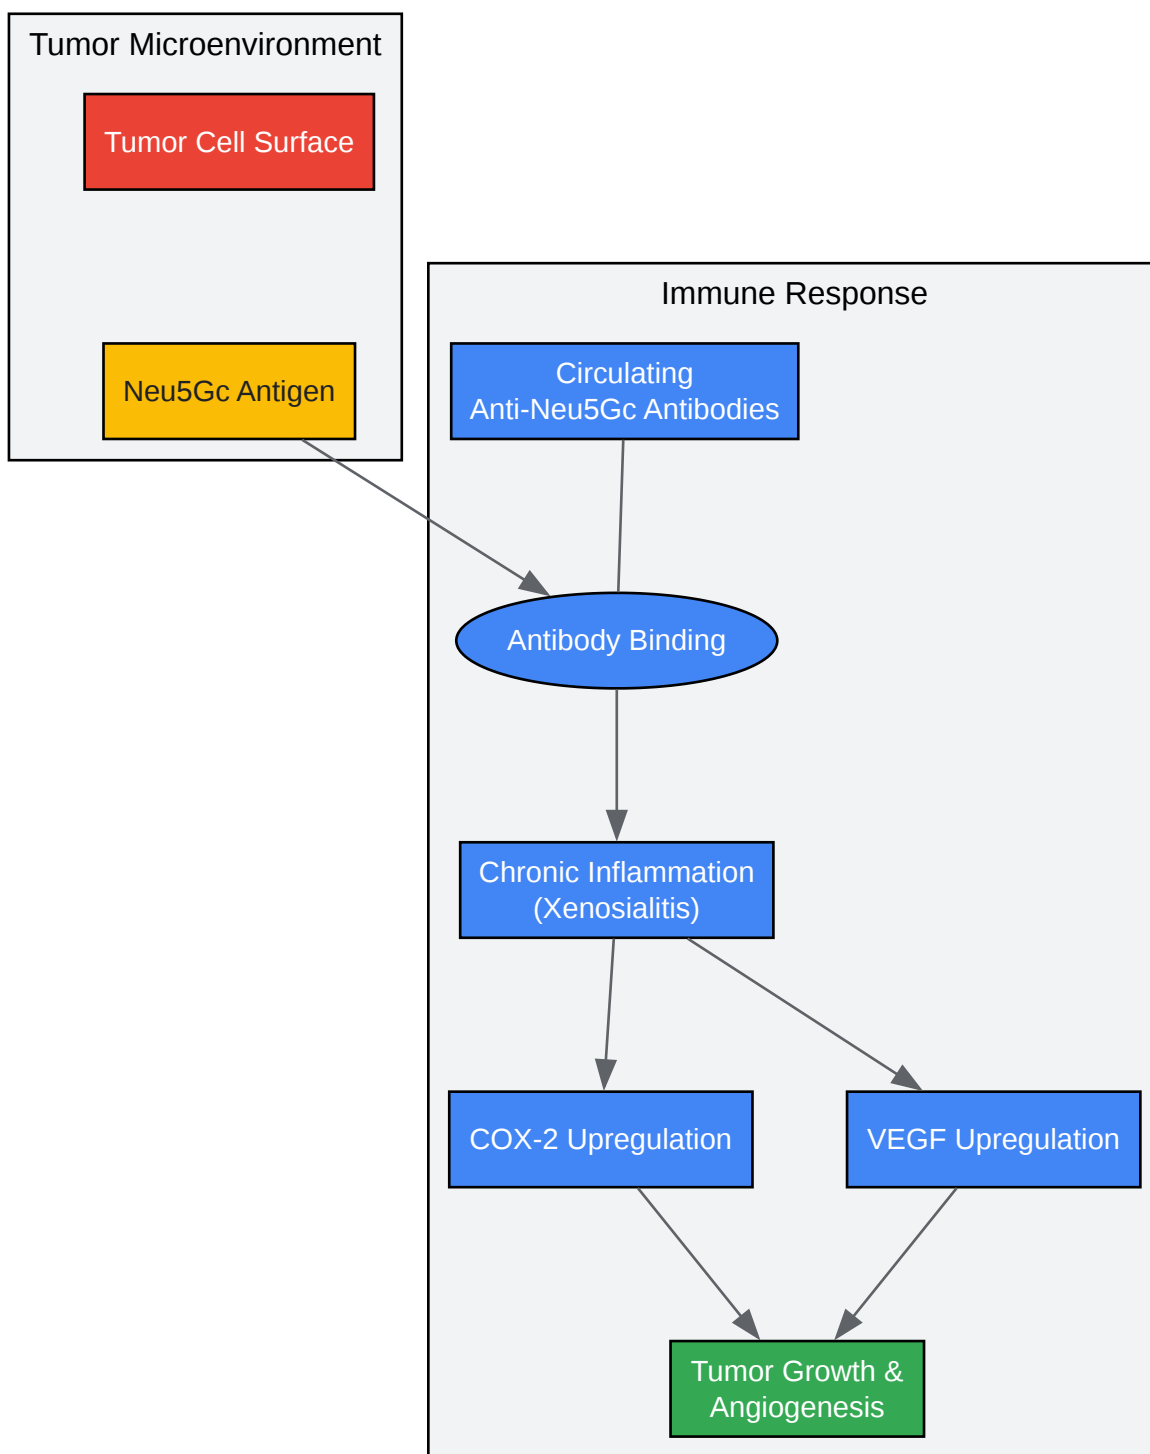 Tumor Microenvironment
Tumor Cell Surface
Immune Response
Neu5Gc Antigen
Circulating
Anti-Neu5Gc Antibodies
Antibody Binding
Chronic Inflammation
(Xenosialitis)
COX-2 Upregulation
VEGF Upregulation
Tumor Growth &
Angiogenesis